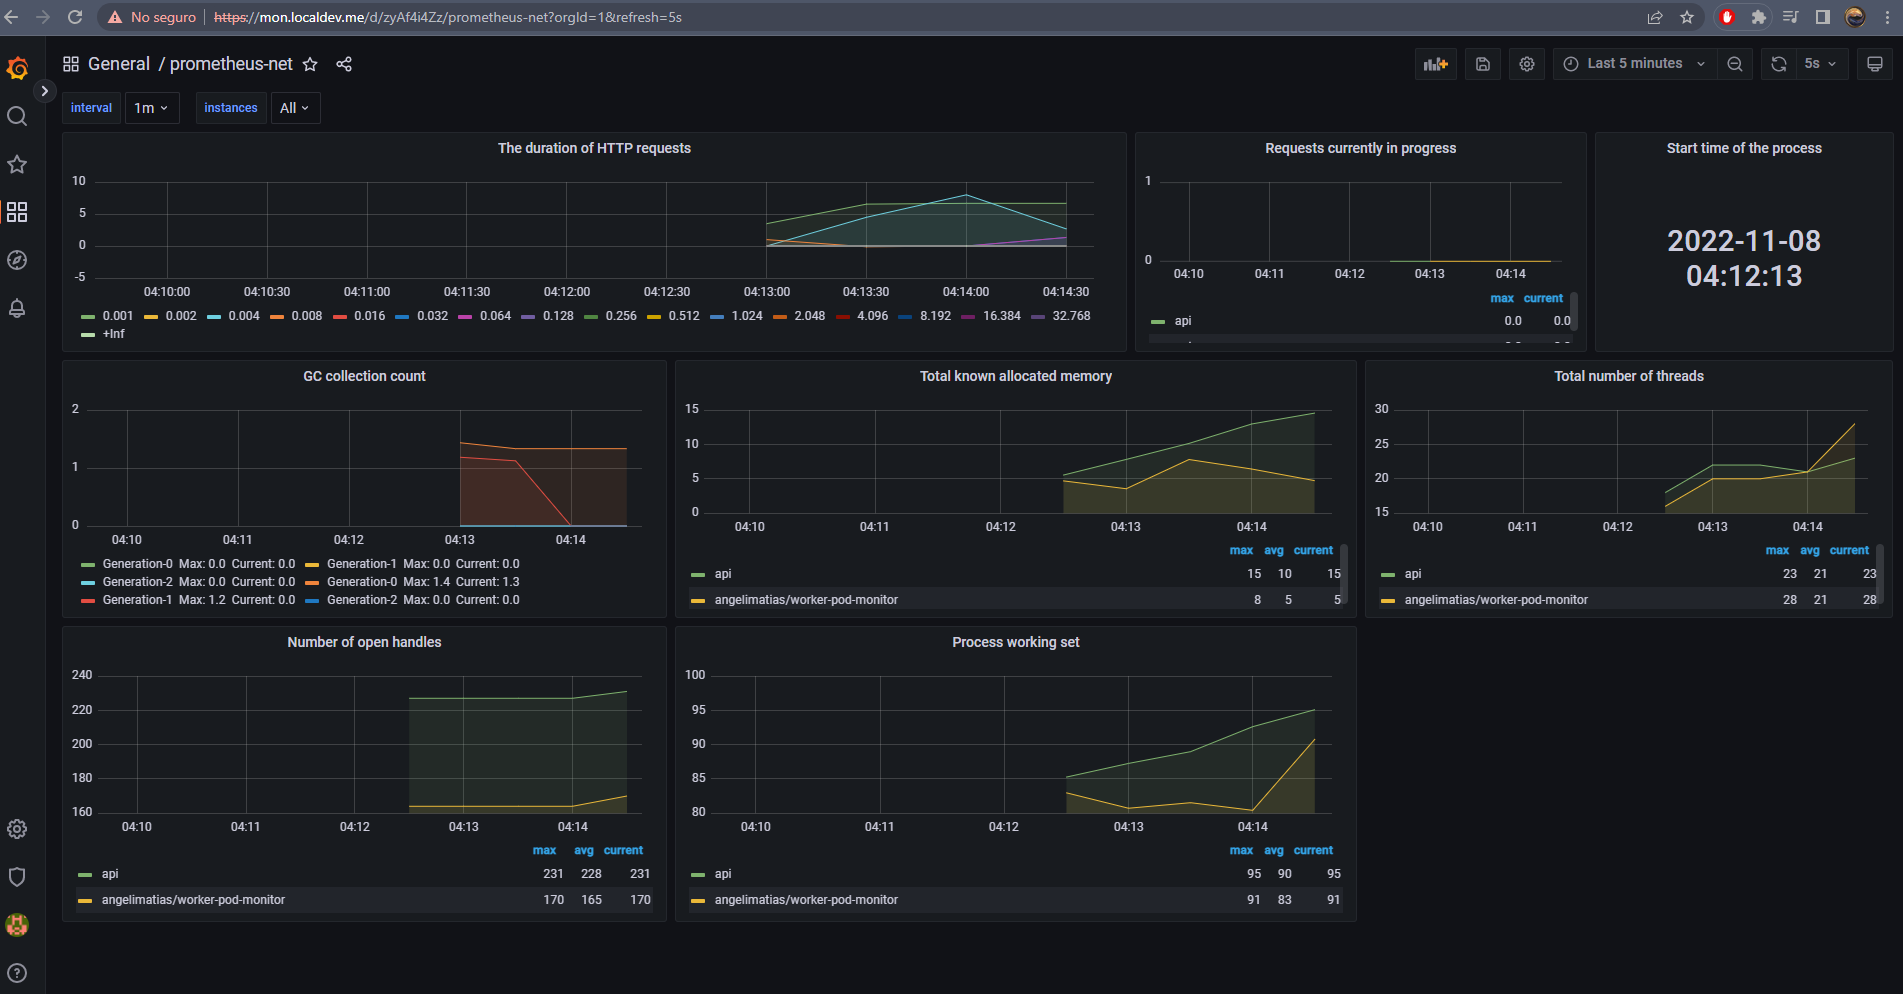 No seguro https://mon.localdev.me/d/zyAf4i4Zz/prometheus-net?orgId=1&refresh=5s
General / prometheus-net
Last 5 minutes
5s
interval 1m instances All
The duration of HTTP requests
10
5
0
-5
04:10:00 04:10:30 04:11:00 04:11:30 04:12:00 04:12:30 04:13:00 04:13:30 04:14:00 04:14:30
0.001 0.002 0.004 0.008 0.016 0.032 0.064 0.128 0.256 0.512 1.024 2.048 4.096 8.192 16.384 32.768
+Inf
Requests currently in progress
1
0
04:10 04:11 04:12 04:13 04:14
max current
api 0.0 0.0
Start time of the process
2022-11-08
04:12:13
GC collection count
2
1
0
04:10 04:11 04:12 04:13 04:14
Generation-0 Max: 0.0 Current: 0.0 Generation-1 Max: 0.0 Current: 0.0
Generation-2 Max: 0.0 Current: 0.0 Generation-0 Max: 1.4 Current: 1.3
Generation-1 Max: 1.2 Current: 0.0 Generation-2 Max: 0.0 Current: 0.0
Total known allocated memory
15
10
5
0
04:10 04:11 04:12 04:13 04:14
max avg current
api 15 10 15
angelimatias/worker-pod-monitor 8 5 5
Total number of threads
30
25
20
15
04:10 04:11 04:12 04:13 04:14
max avg current
api 23 21 23
angelimatias/worker-pod-monitor 28 21 28
Number of open handles
240
220
200
180
160
04:10 04:11 04:12 04:13 04:14
max avg current
api 231 228 231
angelimatias/worker-pod-monitor 170 165 170
Process working set
100
95
90
85
80
04:10 04:11 04:12 04:13 04:14
max avg current
api 95 90 95
angelimatias/worker-pod-monitor 91 83 91